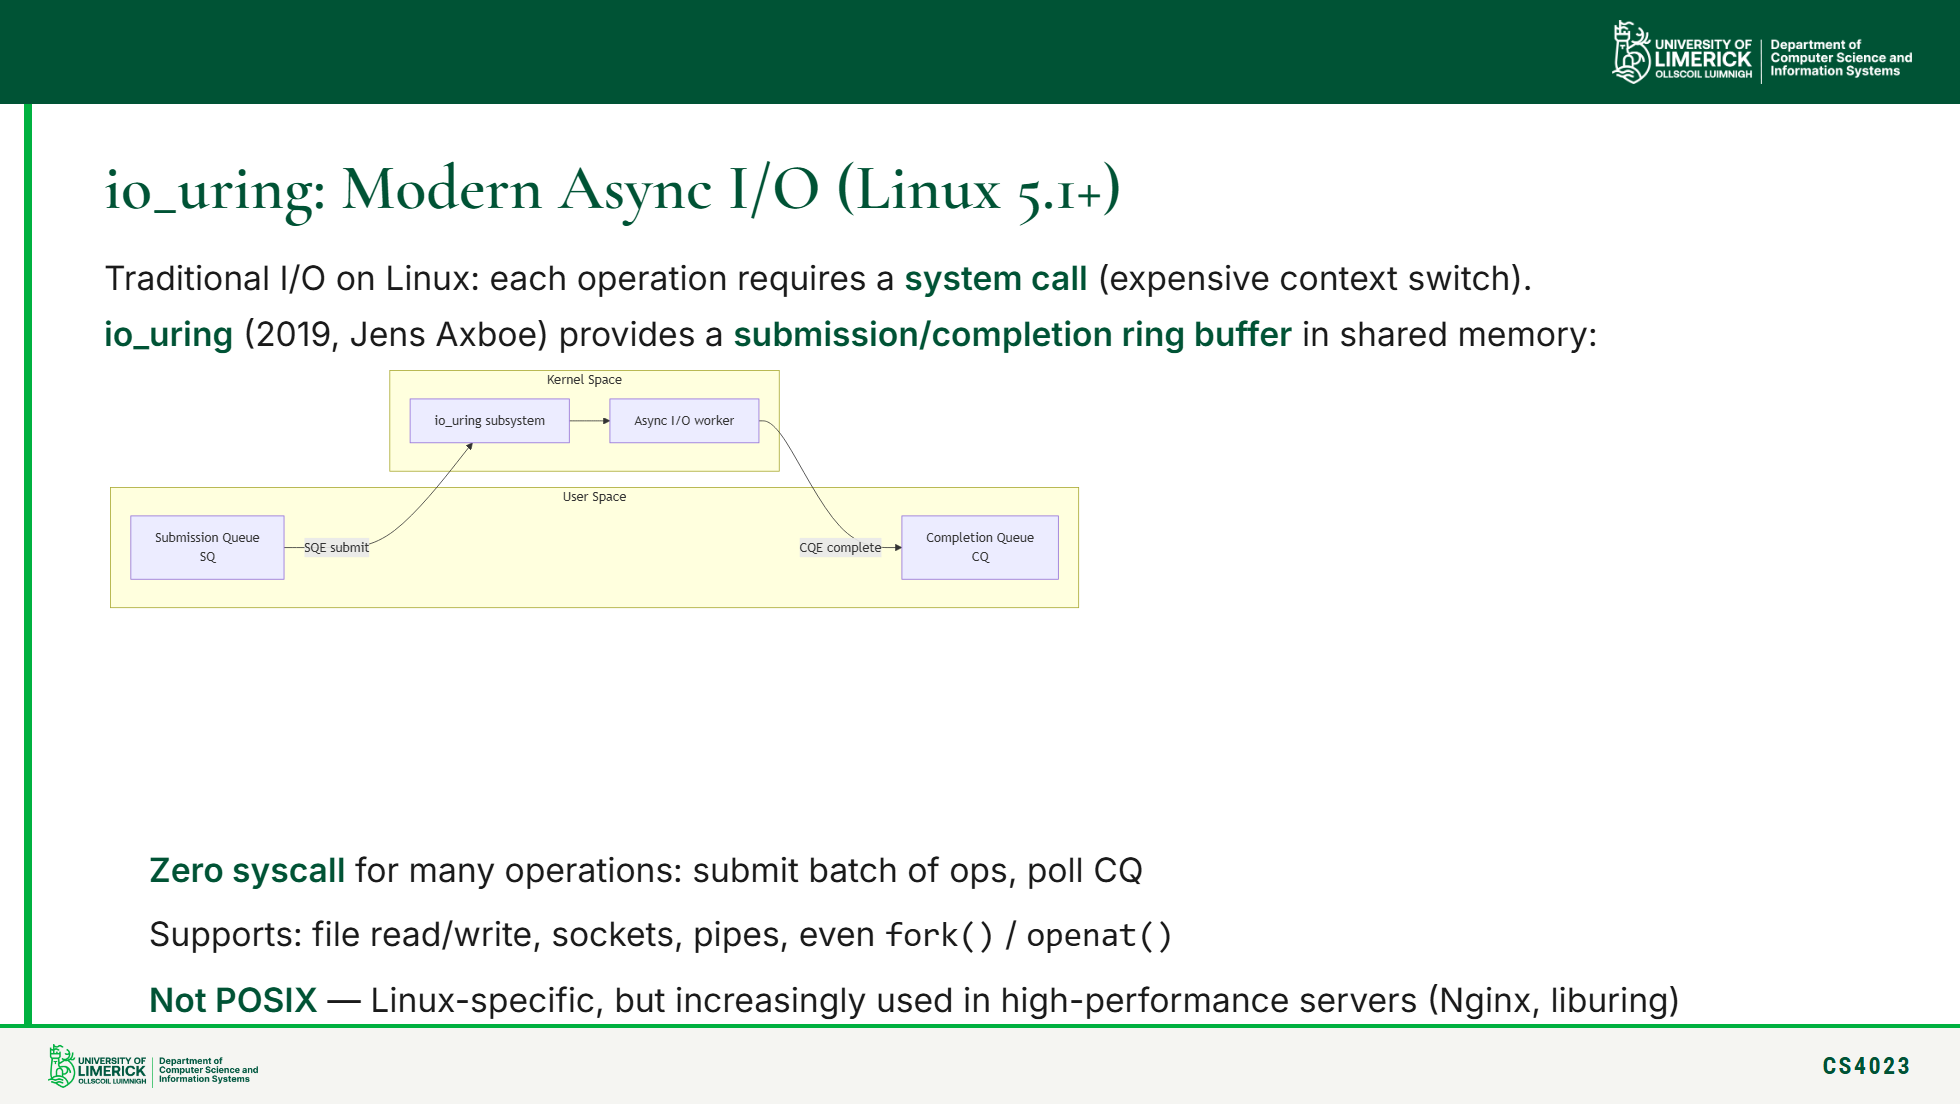 UNIVERSITY OF
LIMERICK
OLLSCOIL LUIMNIGH
Department of
Computer Science and
Information Systems
io_uring: Modern Async I/O (Linux 5.1+)
Traditional I/O on Linux: each operation requires a system call (expensive context switch).
io_uring (2019, Jens Axboe) provides a submission/completion ring buffer in shared memory:
Kernel Space
io_uring subsystem
Async I/O worker
User Space
Submission Queue
SQ
SQE submit
CQE complete
Completion Queue
CQ
Zero syscall for many operations: submit batch of ops, poll CQ
Supports: file read/write, sockets, pipes, even fork() / openat()
Not POSIX — Linux-specific, but increasingly used in high-performance servers (Nginx, liburing)
UNIVERSITY OF
LIMERICK
OLLSCOIL LUIMNIGH
Department of
Computer Science and
Information Systems
CS4023